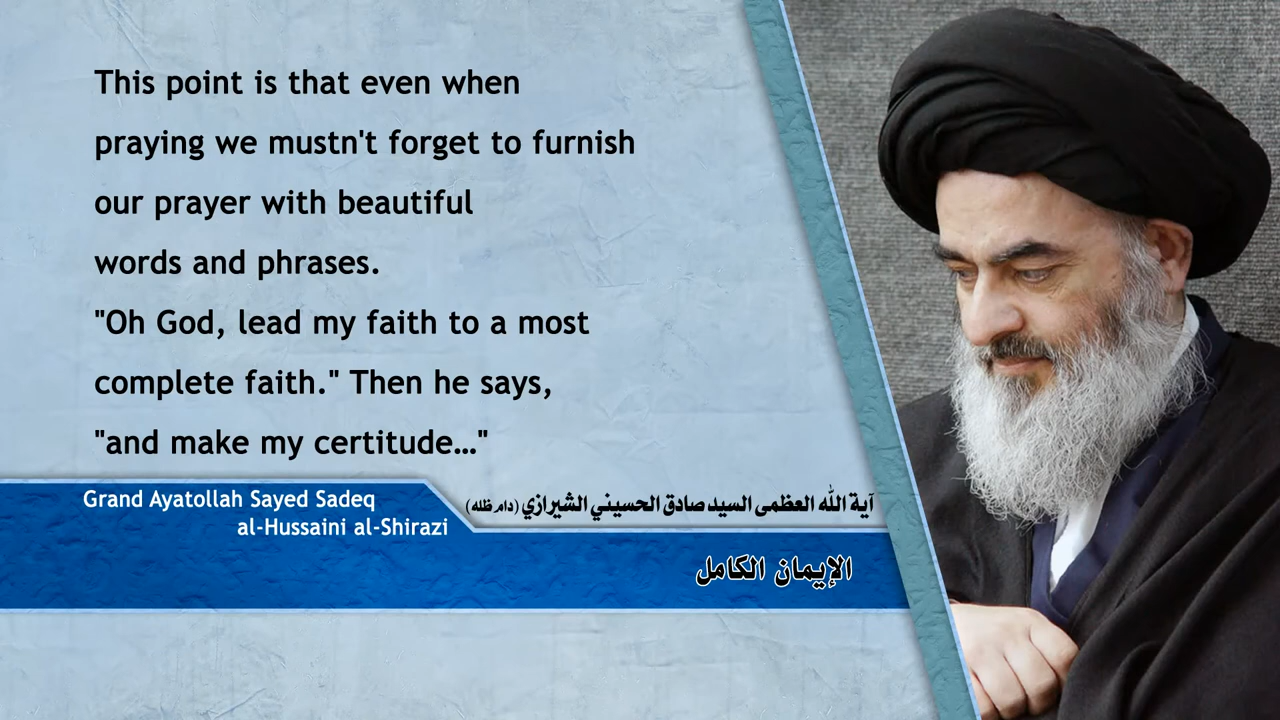 This point is that even when
praying we mustn't forget to furnish
our prayer with beautiful
words and phrases.
"Oh God, lead my faith to a most
complete faith." Then he says,
"and make my certitude…"
Grand Ayatollah Sayed Sadeq
al-Hussaini al-Shirazi
آية الله العظمى السيد صادق الحسيني الشيرازي (دام ظله)
الإيمان الكامل